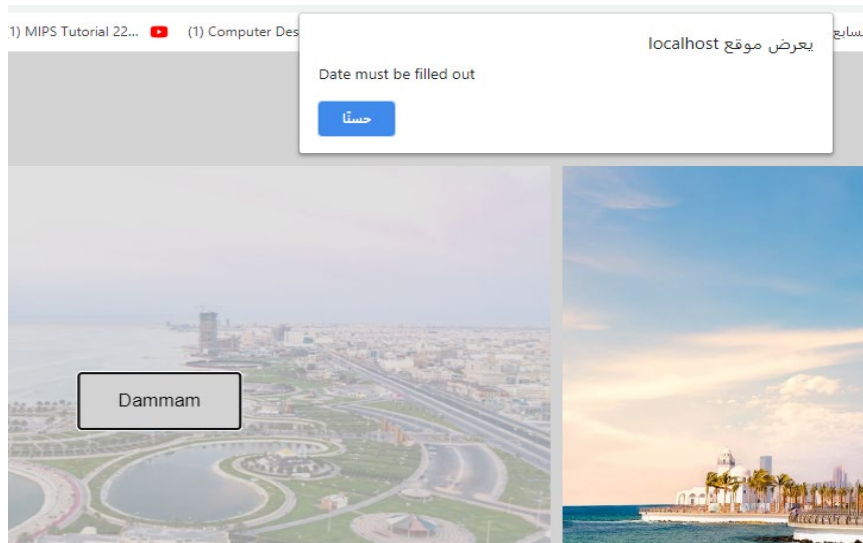 1) MIPS Tutorial 22...
(1) Computer Des
يعرض موقع localhost
Date must be filled out
حسنًا
Dammam